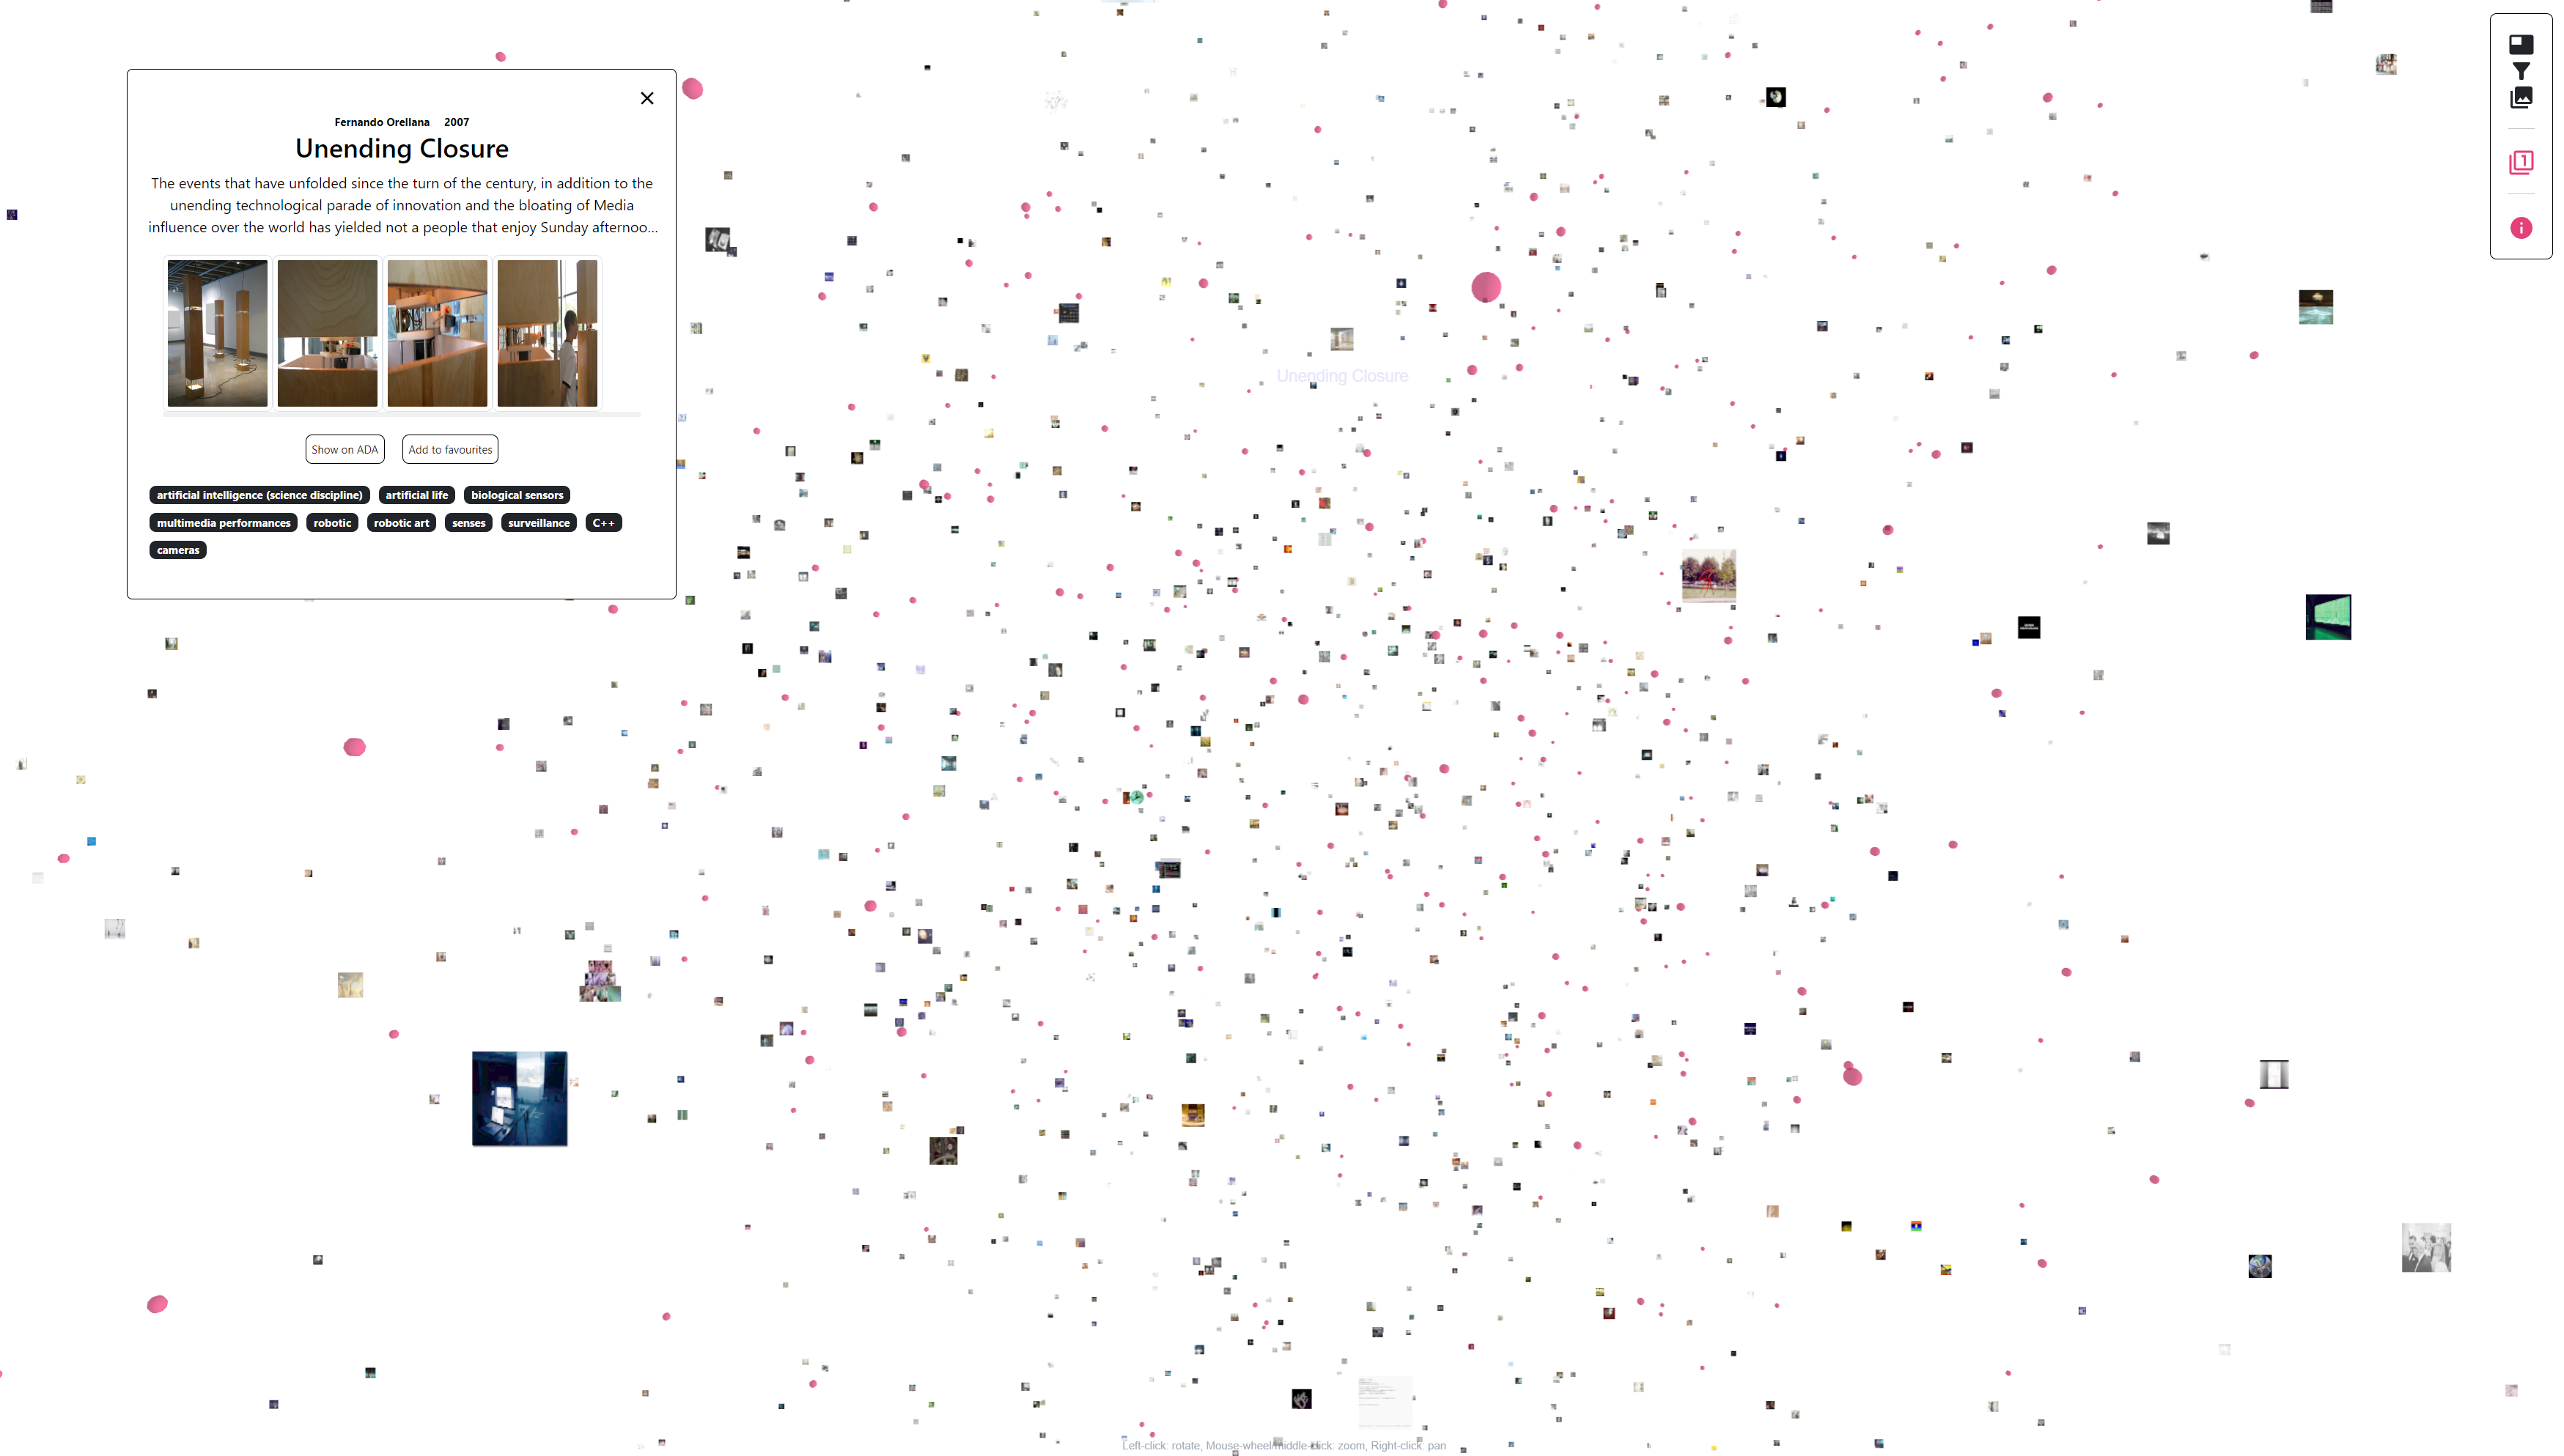 Fernando Orellana 2007
Unending Closure
The events that have unfolded since the turn of the century, in addition to the
unending technological parade of innovation and the bloating of Media
influence over the world has yielded not a people that enjoy Sunday afternoo...
Show on ADA Add to favourites
artificial intelligence (science discipline) artificial life biological sensors
multimedia performances robotic robotic art senses surveillance C++
cameras
1
i
Unending Closure
Left-click: rotate, Mouse-wheel/middle-click: zoom, Right-click: pan